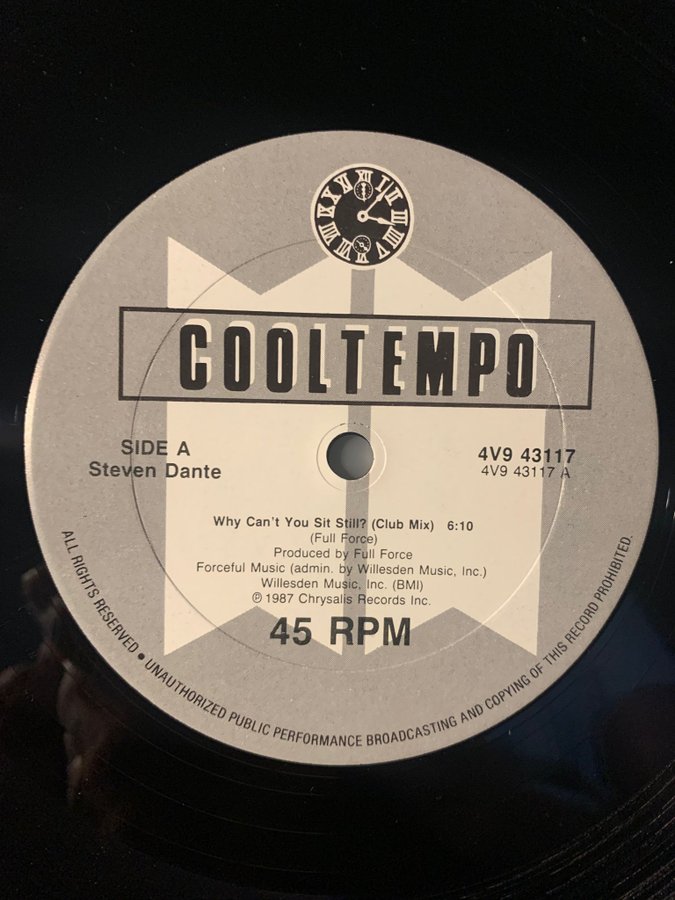 COOLTEMPO
SIDE A
Steven Dante
4V9 43117
4V9 43117 A
Why Can't You Sit Still? (Club Mix) 6:10
(Full Force)
Produced by Full Force
Forceful Music (admin. by Willesden Music, Inc.)
Willesden Music, Inc. (BMI)
℗ 1987 Chrysalis Records Inc.
45 RPM
ALL RIGHTS RESERVED • UNAUTHORIZED PUBLIC PERFORMANCE BROADCASTING AND COPYING OF THIS RECORD PROHIBITED.